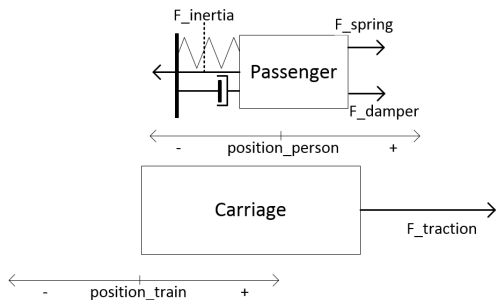 F_inertia
F_spring
Passenger
F_damper
- position_person +
Carriage
F_traction
- position_train +